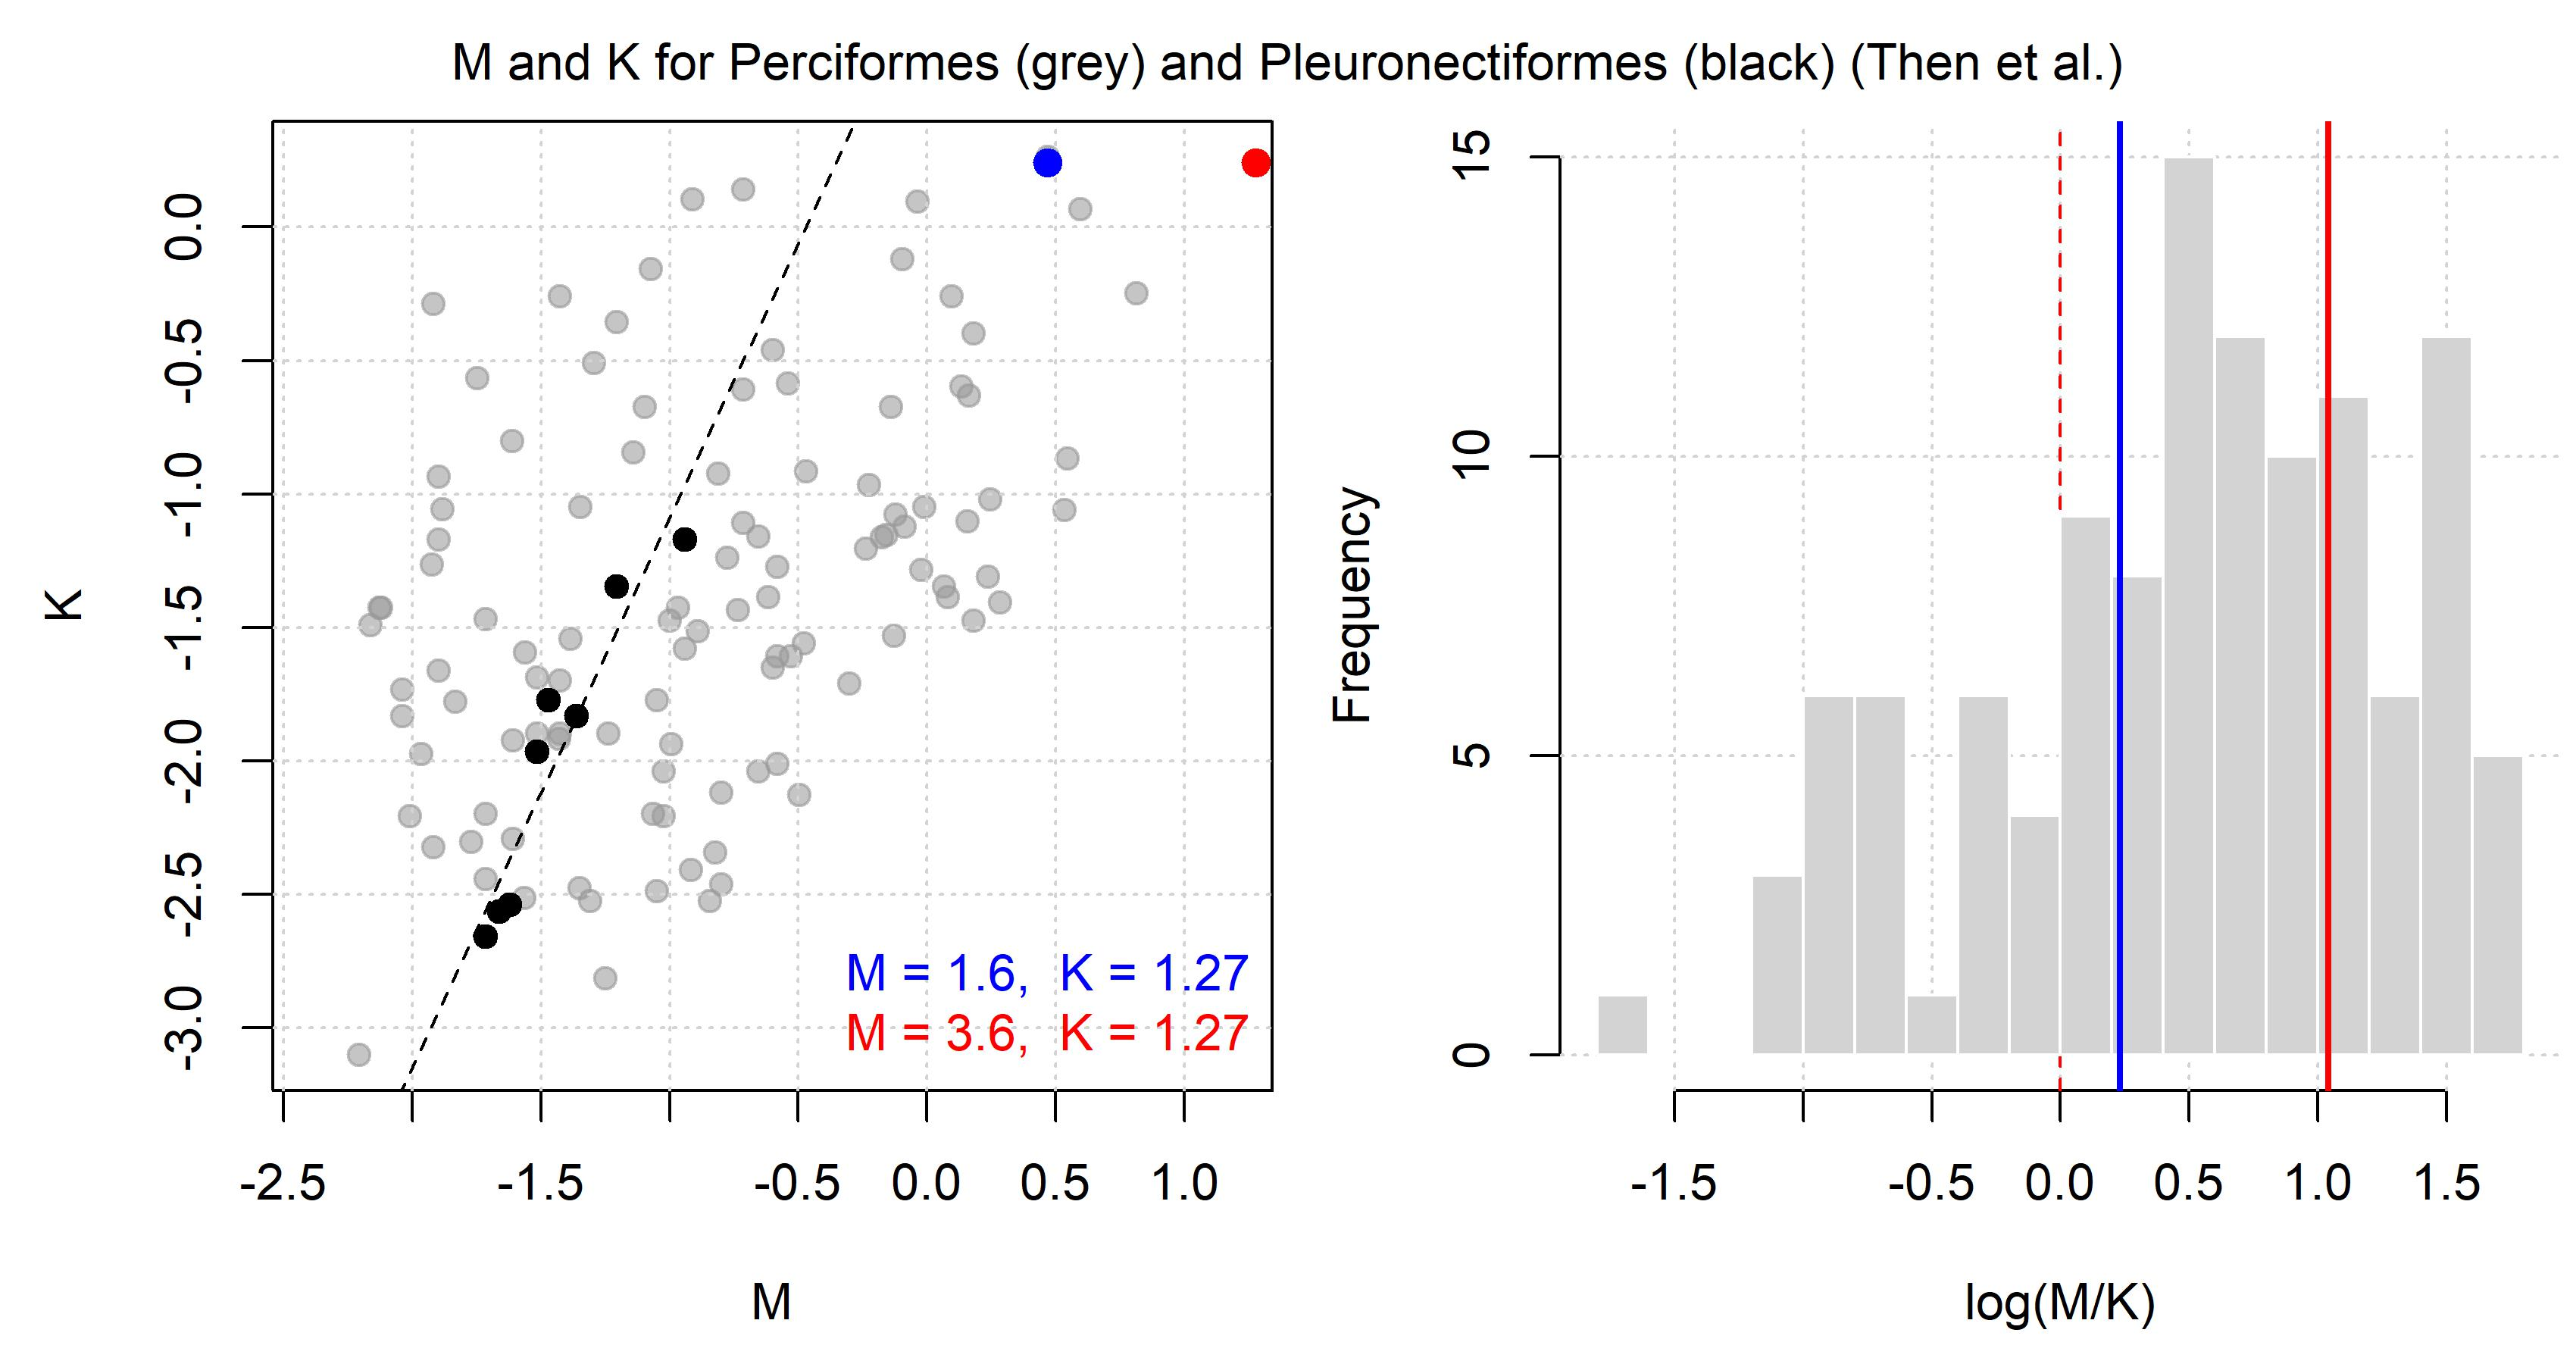 M and K for Perciformes (grey) and Pleuronectiformes (black) (Then et al.)
K
0.0
-0.5
-1.0
-1.5
-2.0
-2.5
-3.0
M = 1.6, K = 1.27
M = 3.6, K = 1.27
-2.5 -1.5 -0.5 0.0 0.5 1.0
M
Frequency
15
10
5
0
-1.5 -0.5 0.0 0.5 1.0 1.5
log(M/K)